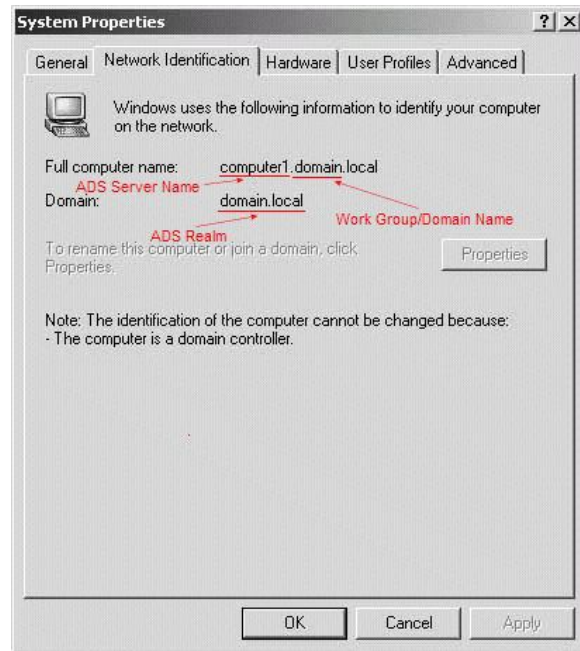 System Properties
General Network Identification Hardware User Profiles Advanced
Windows uses the following information to identify your computer
on the network.
Full computer name: computer1.domain.local
ADS Server Name
Domain: domain.local
Work Group/Domain Name
ADS Realm
To rename this computer or join a domain, click
Properties.
Properties
Note: The identification of the computer cannot be changed because:
- The computer is a domain controller.
OK Cancel Apply